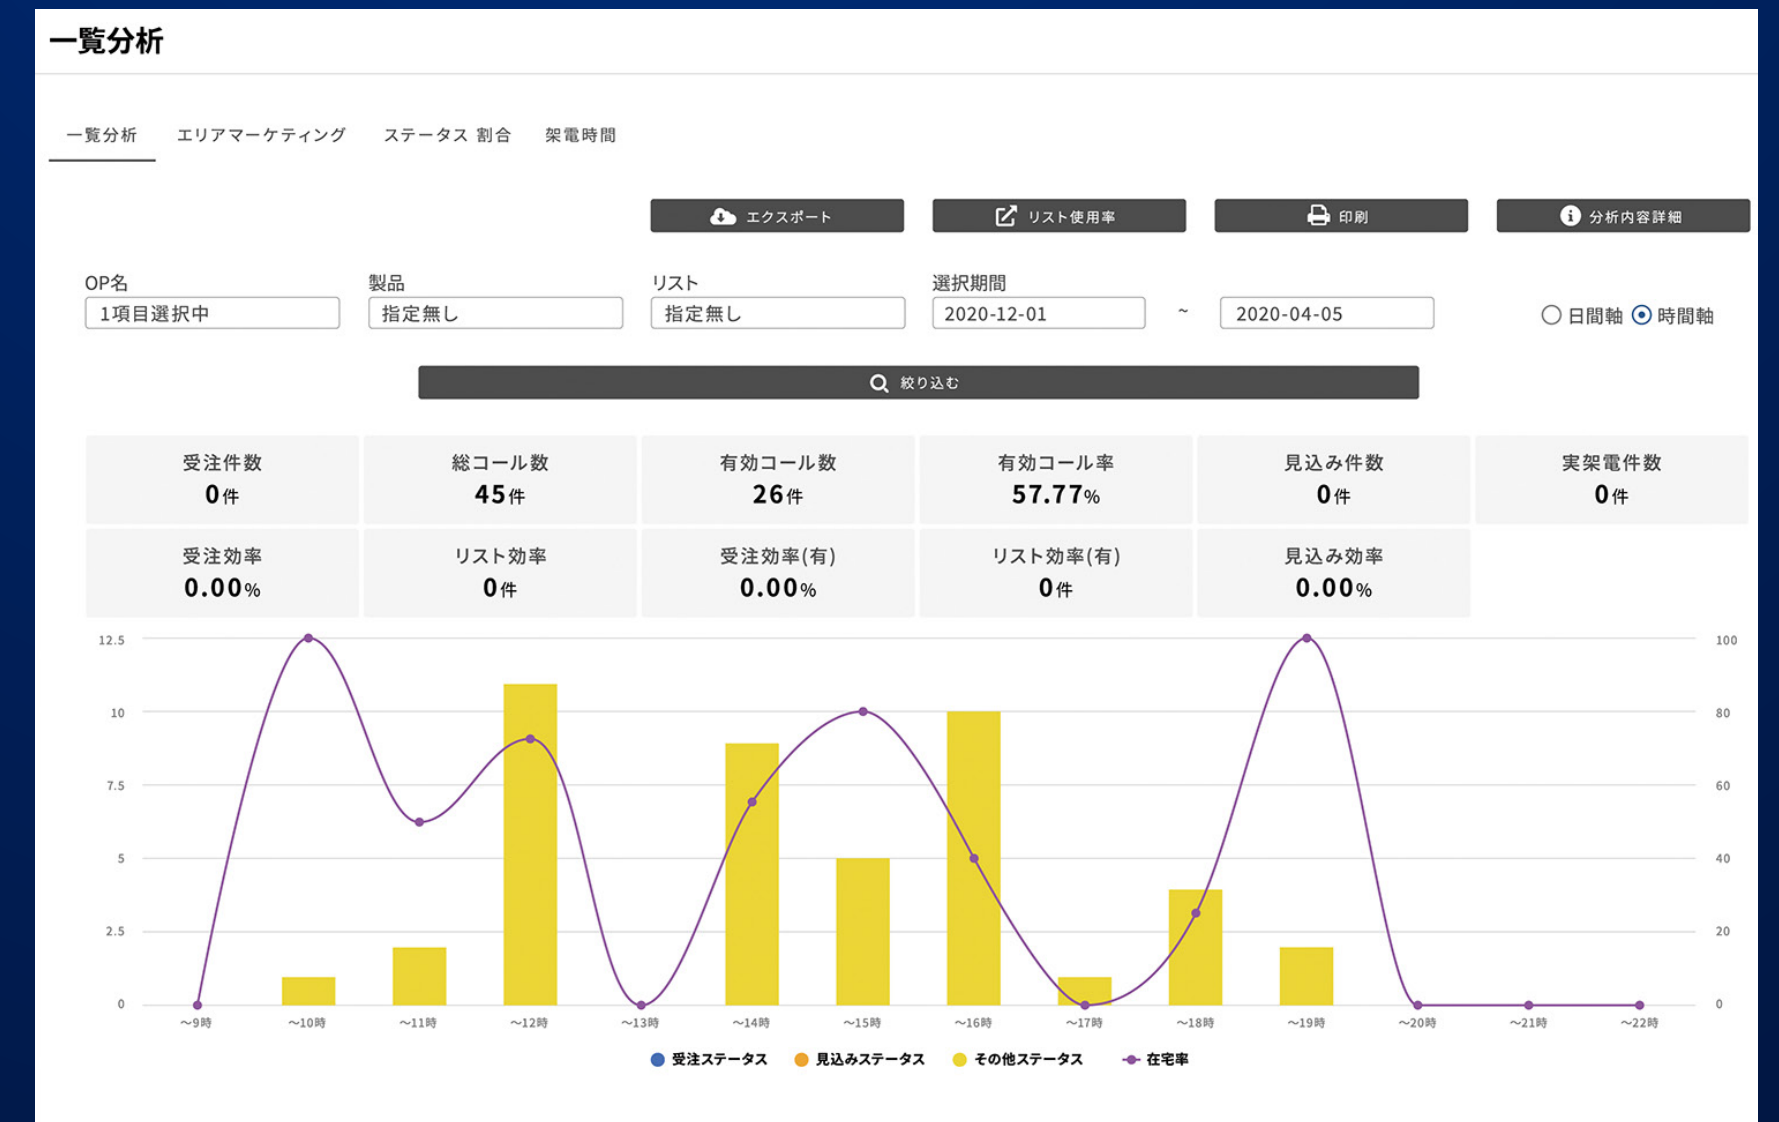 一覧分析
一覧分析 エリアマーケティング ステータス 割合 架電時間
エクスポート リスト使用率 印刷 分析内容詳細
OP名 製品 リスト 選択期間
1項目選択中 指定無し 指定無し 2020-12-01 ~ 2020-04-05 日間軸 時間軸
絞り込む
受注件数 総コール数 有効コール数 有効コール率 見込み件数 実架電件数
0件 45件 26件 57.77% 0件 0件
受注効率 リスト効率 受注効率(有) リスト効率(有) 見込み効率
0.00% 0件 0.00% 0件 0.00%
12.5 100
10 80
7.5 60
5 40
2.5 20
0 0
～9時 ～10時 ～11時 ～12時 ～13時 ～14時 ～15時 ～16時 ～17時 ～18時 ～19時 ～20時 ～21時 ～22時
受注ステータス 見込みステータス その他ステータス 在宅率